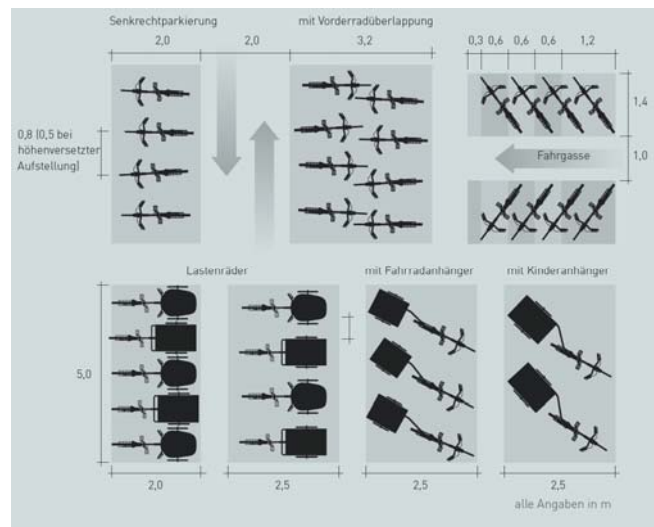 Senkrechtparkierung
mit Vorderradüberlappung
2,0
2,0
3,2
0,3 0,6 0,6 0,6 1,2
0,8 (0,5 bei
höhenversetzter
Aufstellung)
1,4
1,0
Fahrgasse
Lastenräder
mit Fahrradanhänger
mit Kinderanhänger
5,0
2,0
2,5
2,5
2,5
alle Angaben in m